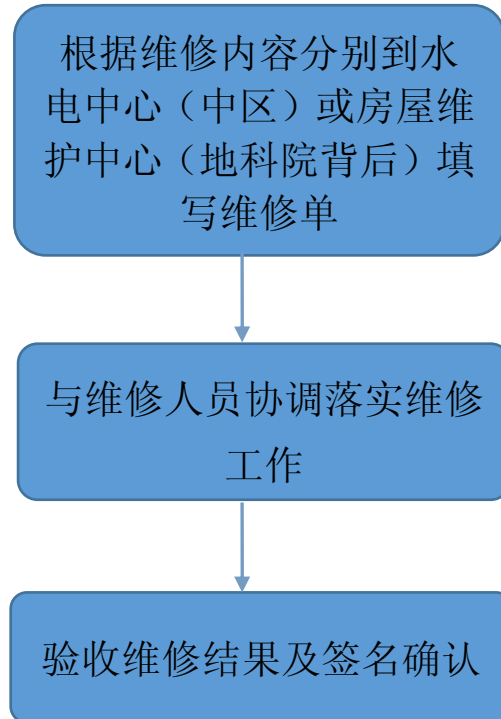 根据维修内容分别到水
电中心（中区）或房屋维
护中心（地科院背后）填
写维修单
与维修人员协调落实维修
工作
验收维修结果及签名确认